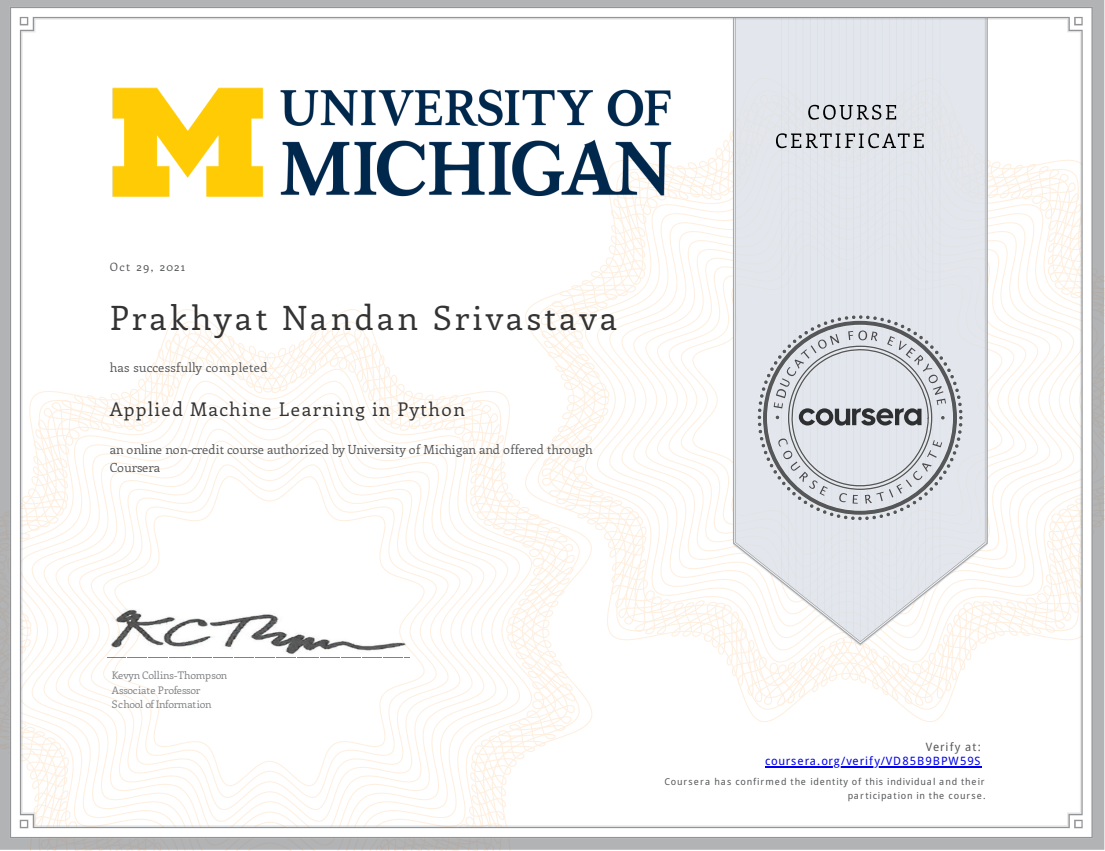 UNIVERSITY OF
MICHIGAN
COURSE
CERTIFICATE
Oct 29, 2021
Prakhyat Nandan Srivastava
has successfully completed
Applied Machine Learning in Python
an online non-credit course authorized by University of Michigan and offered through
Coursera
EDUCATION FOR EVERYONE
coursera
COURSE CERTIFICATE
KC Thompson
Kevyn Collins-Thompson
Associate Professor
School of Information
Verify at:
coursera.org/verify/VD85B9BPW59S
Coursera has confirmed the identity of this individual and their
participation in the course.